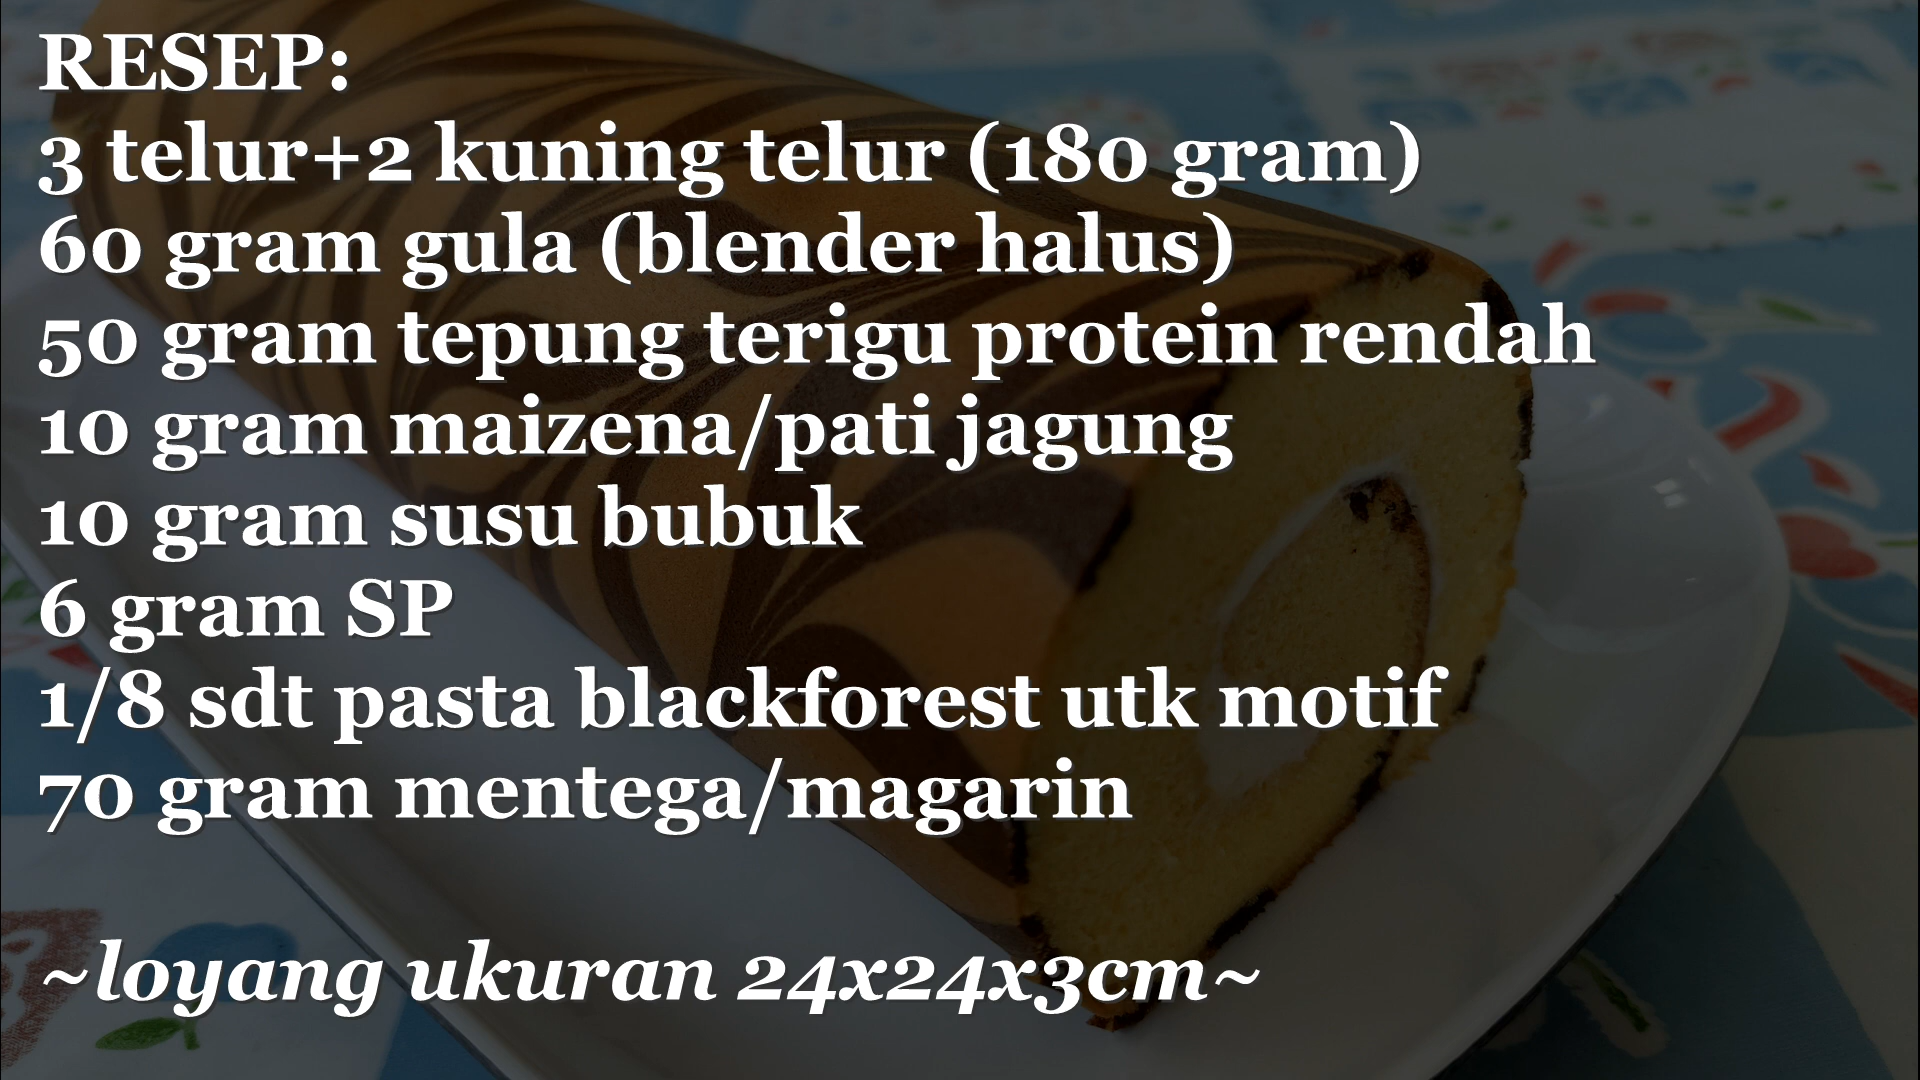 RESEP:
3 telur+2 kuning telur (180 gram)
60 gram gula (blender halus)
50 gram tepung terigu protein rendah
10 gram maizena/pati jagung
10 gram susu bubuk
6 gram SP
1/8 sdt pasta blackforest utk motif
70 gram mentega/magarin
~loyang ukuran 24x24x3cm~